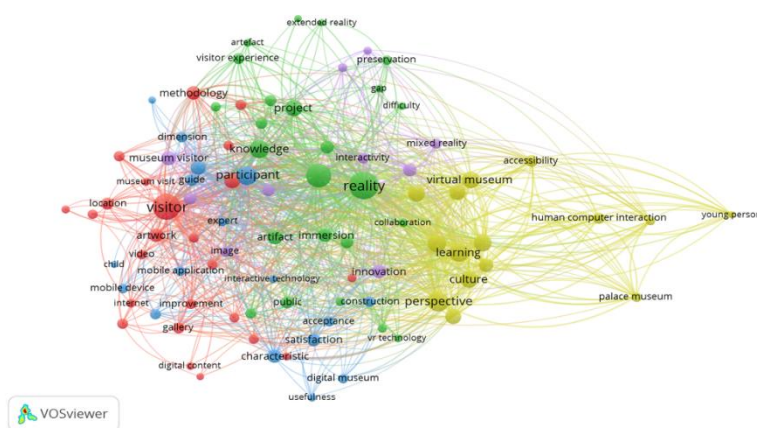 extended reality
artefact
visitor experience
preservation
gap
methodology
project
difficulty
dimension
knowledge
mixed reality
museum visitor
interactivity
accessibility
museum visit
guide
participant
reality
virtual museum
location
visitor
expert
collaboration
human computer interaction
young person
artwork
artifact
immersion
video
image
learning
child
mobile application
interactive technology
innovation
culture
mobile device
palace museum
internet
improvement
public
construction
perspective
gallery
acceptance
satisfaction
vr technology
characteristic
digital content
digital museum
usefulness
VOSviewer